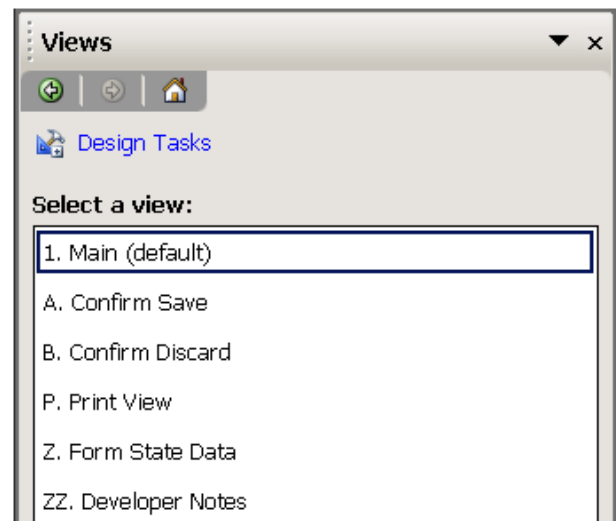 Views
Design Tasks
Select a view:
1. Main (default)
A. Confirm Save
B. Confirm Discard
P. Print View
Z. Form State Data
ZZ. Developer Notes